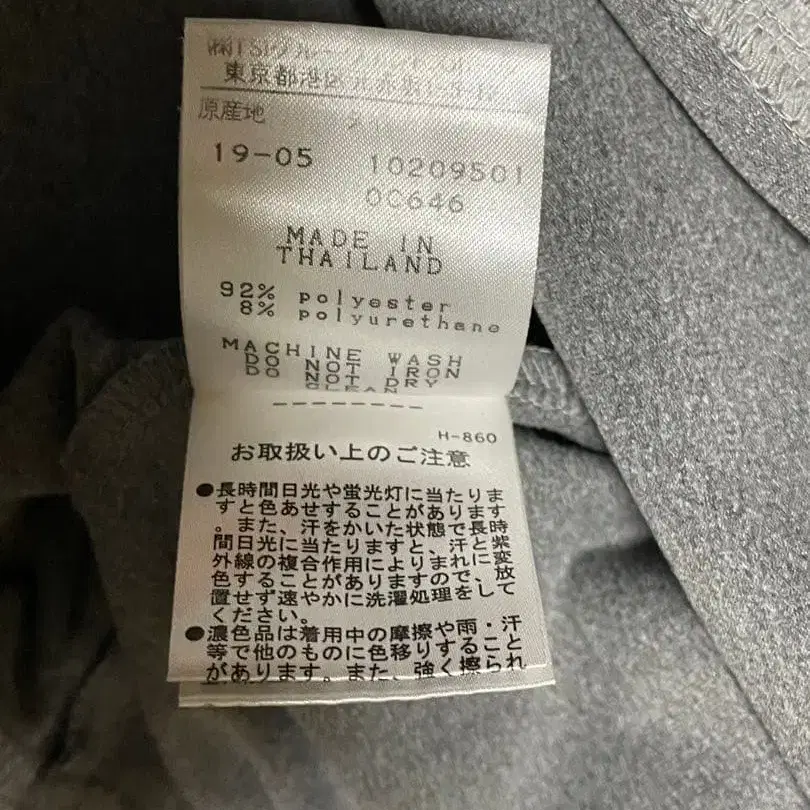 ㈱TSIグル
東京都港区
原産地
19-05 10209501
0C646
MADE IN
THAILAND
92% polyester
8% polyurethane
MACHINE WASH
DO NOT IRON
DO NOT DRY
CLEAN
--------
H-860
お取扱い上のご注意
●長時間日光や蛍光灯に当たりま
すと色あせすることがあります
。また、汗をかいた状態で長時
間日光に当たりますと、汗と紫
外線の複合作用によりまれに変
色することがありますので、放
置せず速やかに洗濯処理をして
ください。
●濃色品は着用中の摩擦や雨・汗
等で他のものに色移りすること
があります。また、強く擦られ